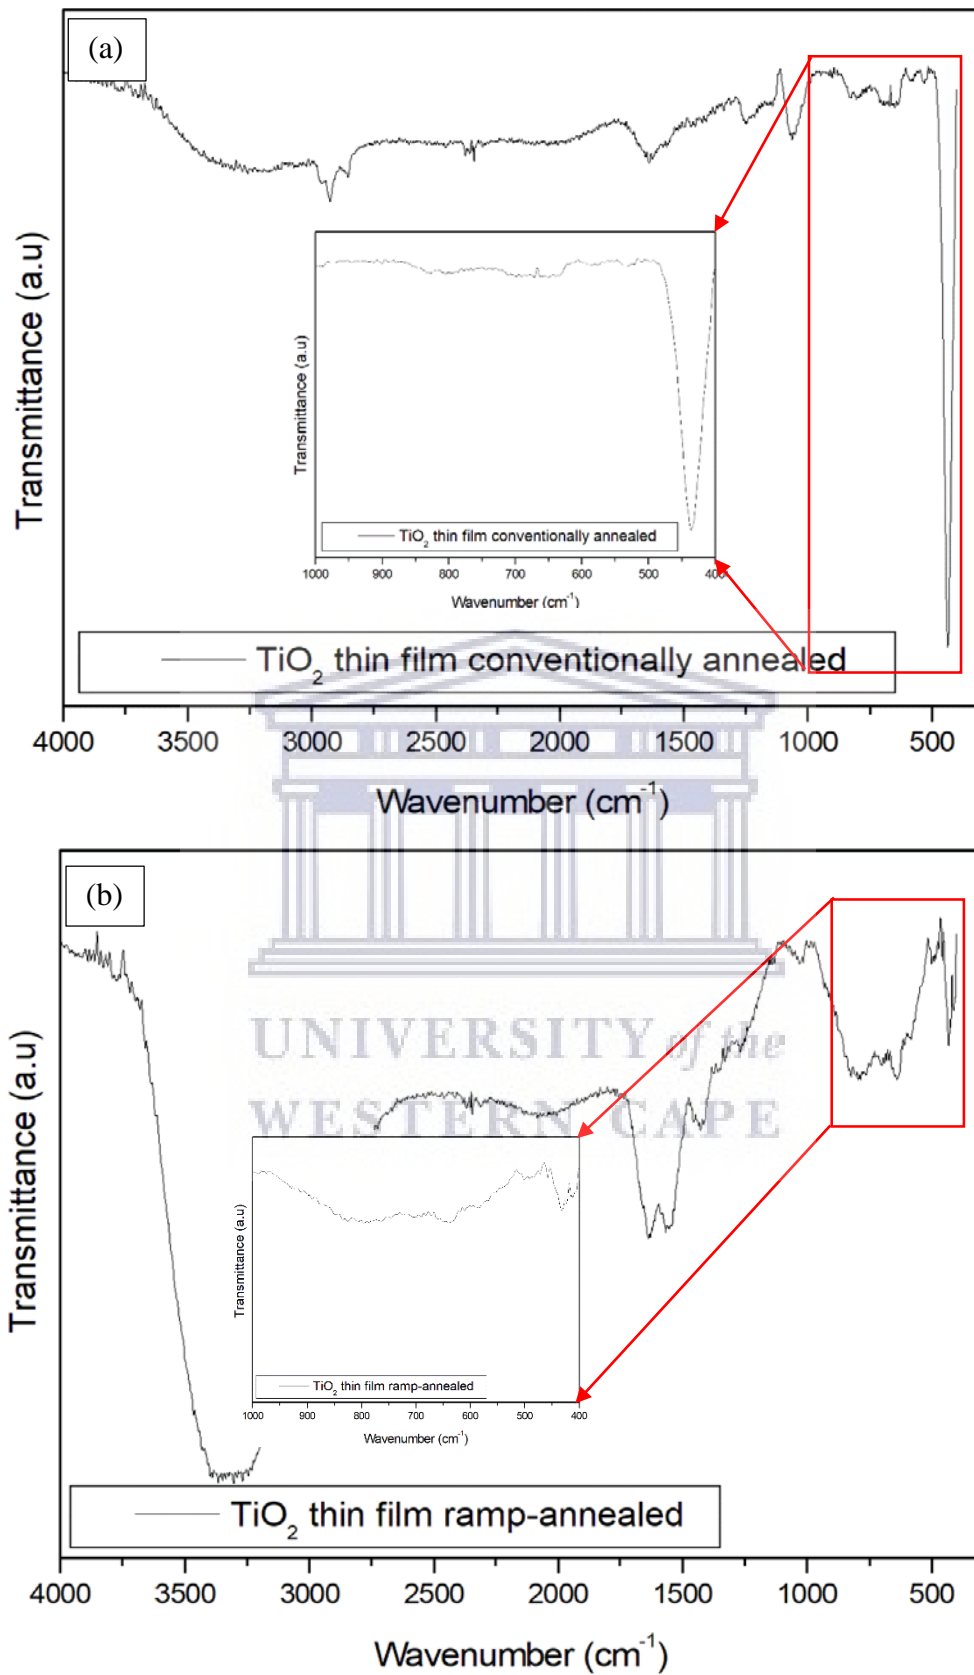 (a)
Transmittance (a.u)
Transmittance (a.u)
TiO2 thin film conventionally annealed
1000 900 800 700 600 500 400
Wavenumber (cm-1)
TiO2 thin film conventionally annealed
4000 3500 3000 2500 2000 1500 1000 500
Wavenumber (cm-1)
(b)
UNIVERSITY of the
WESTERN CAPE
Transmittance (a.u)
Transmittance (a.u)
TiO2 thin film ramp-annealed
1000 900 800 700 600 500 400
Wavenumber (cm-1)
TiO2 thin film ramp-annealed
4000 3500 3000 2500 2000 1500 1000 500
Wavenumber (cm-1)